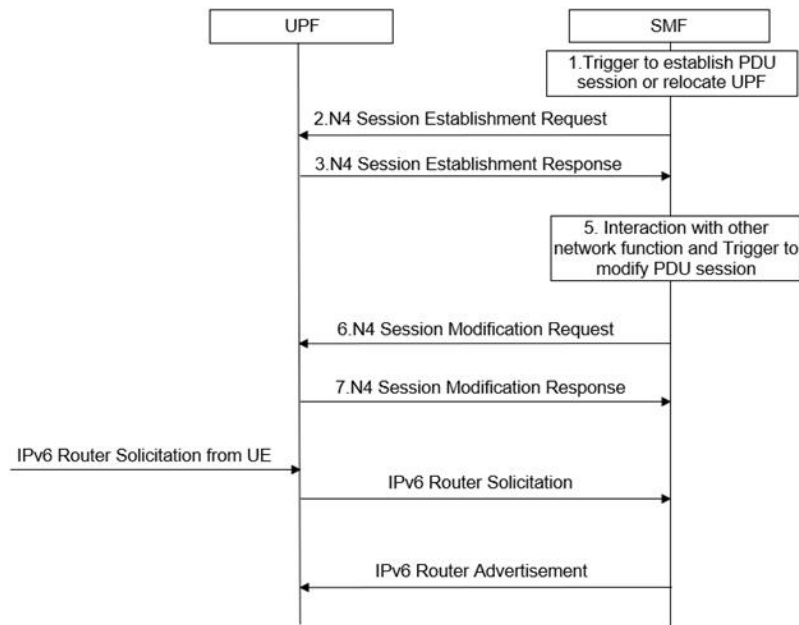 UPF
SMF
1.Trigger to establish PDU
session or relocate UPF
2.N4 Session Establishment Request
3.N4 Session Establishment Response
5. Interaction with other
network function and Trigger to
modify PDU session
6.N4 Session Modification Request
7.N4 Session Modification Response
IPv6 Router Solicitation from UE
IPv6 Router Solicitation
IPv6 Router Advertisement